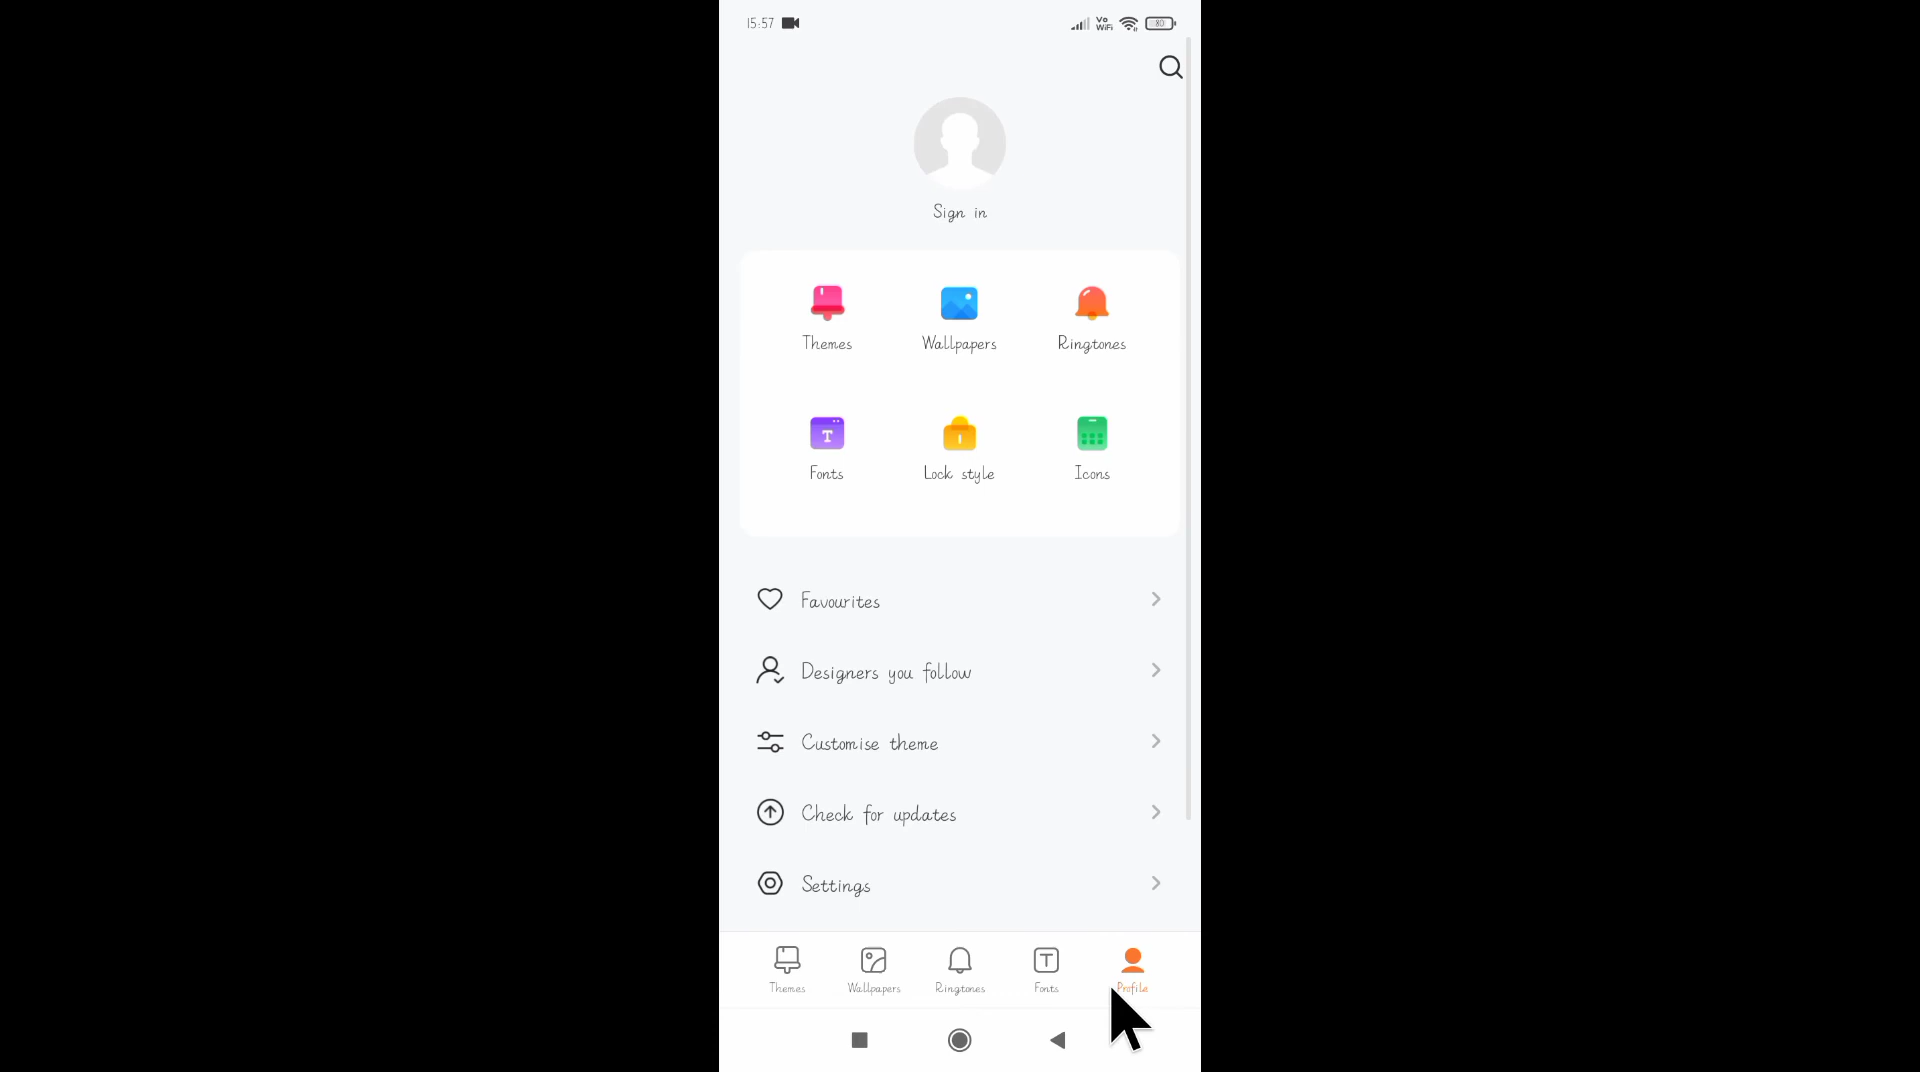 15:57
Vo
WiFi
80
Sign in
Themes
Wallpapers
Ringtones
Fonts
Lock style
Icons
Favourites
Designers you follow
Customise theme
Check for updates
Settings
Themes
Wallpapers
Ringtones
Fonts
Profile